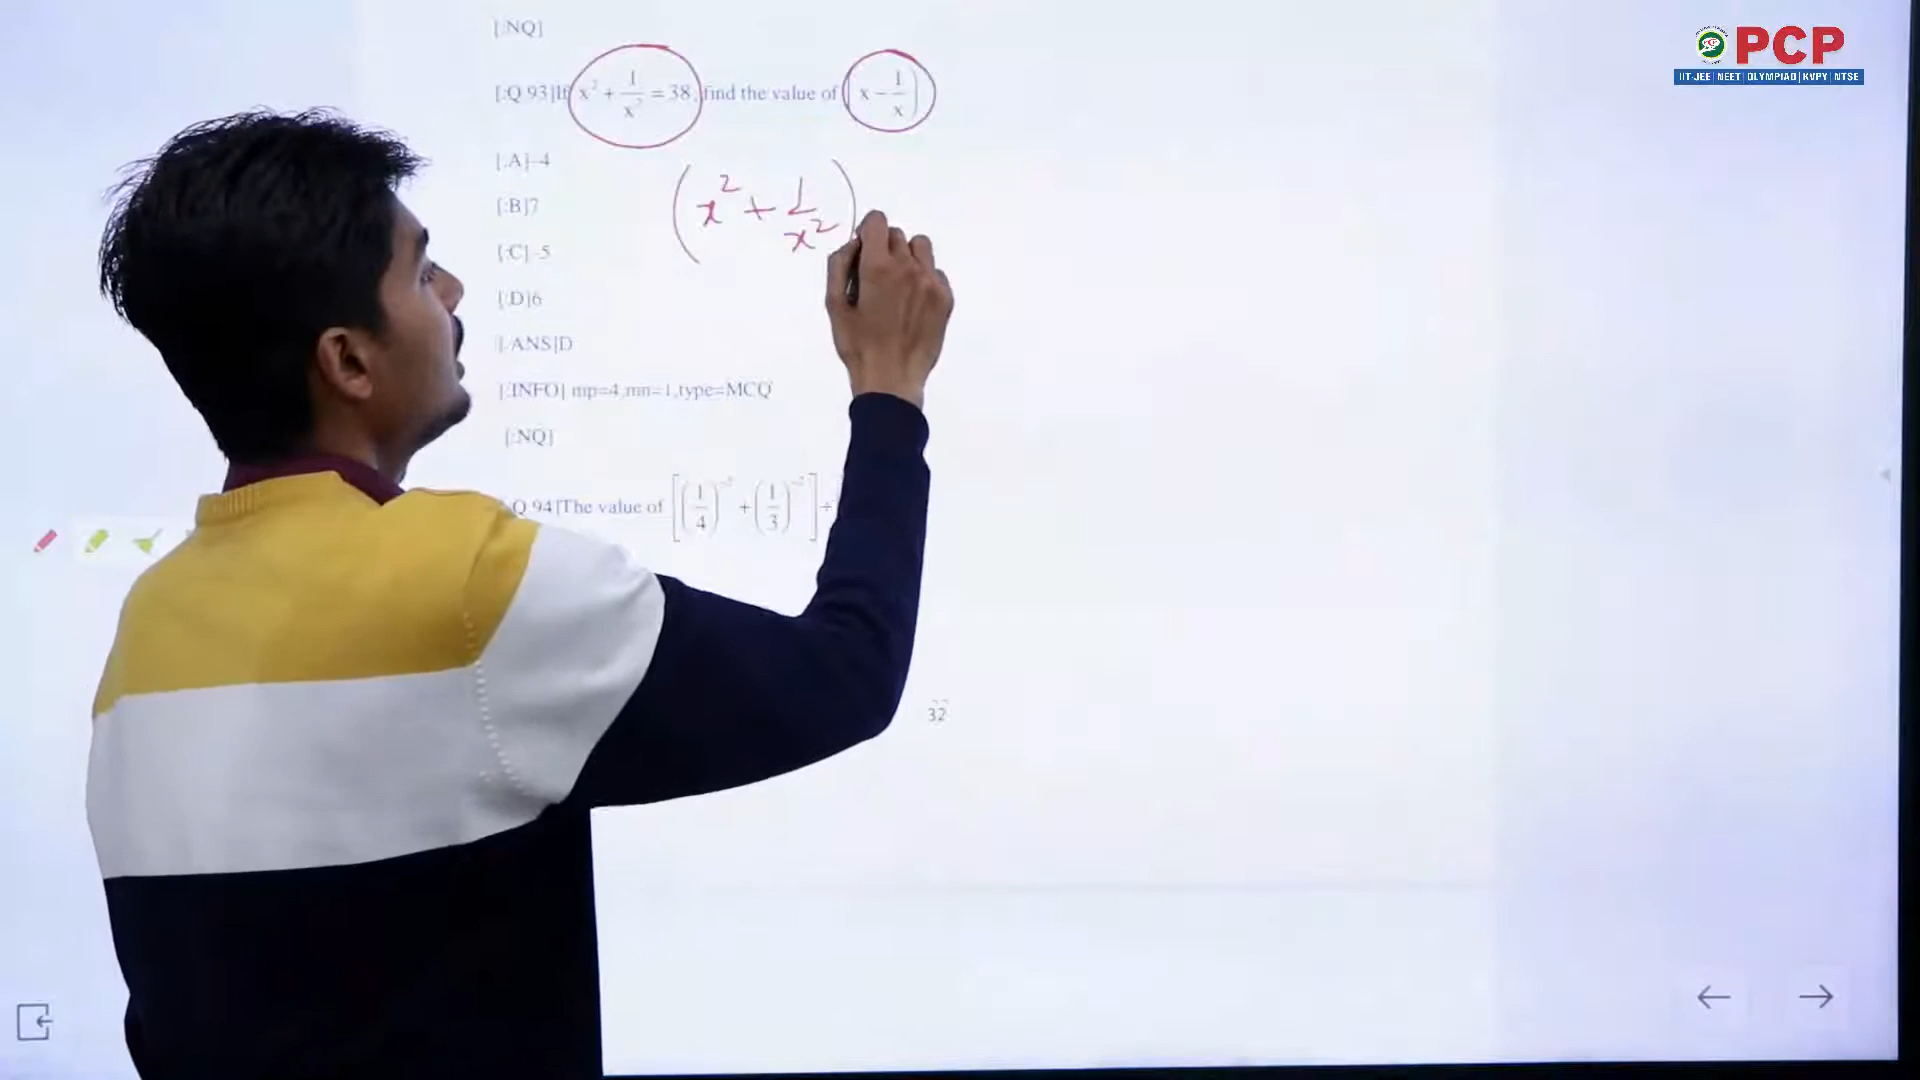 [:NQ]
PCP
IIT-JEE | NEET | OLYMPIAD | KVPY | NTSE
[:Q 93]If x² + 1/x² = 38, find the value of (x − 1/x)
[:A]-4
(x² + 1/x²)
[:B]7
[:C]-5
[:D]6
[:ANS]D
[:INFO] mp=4,mn=1,type=MCQ
[:NQ]
Q 94]The value of [(1/4)⁻² + (1/3)⁻²] ÷
32